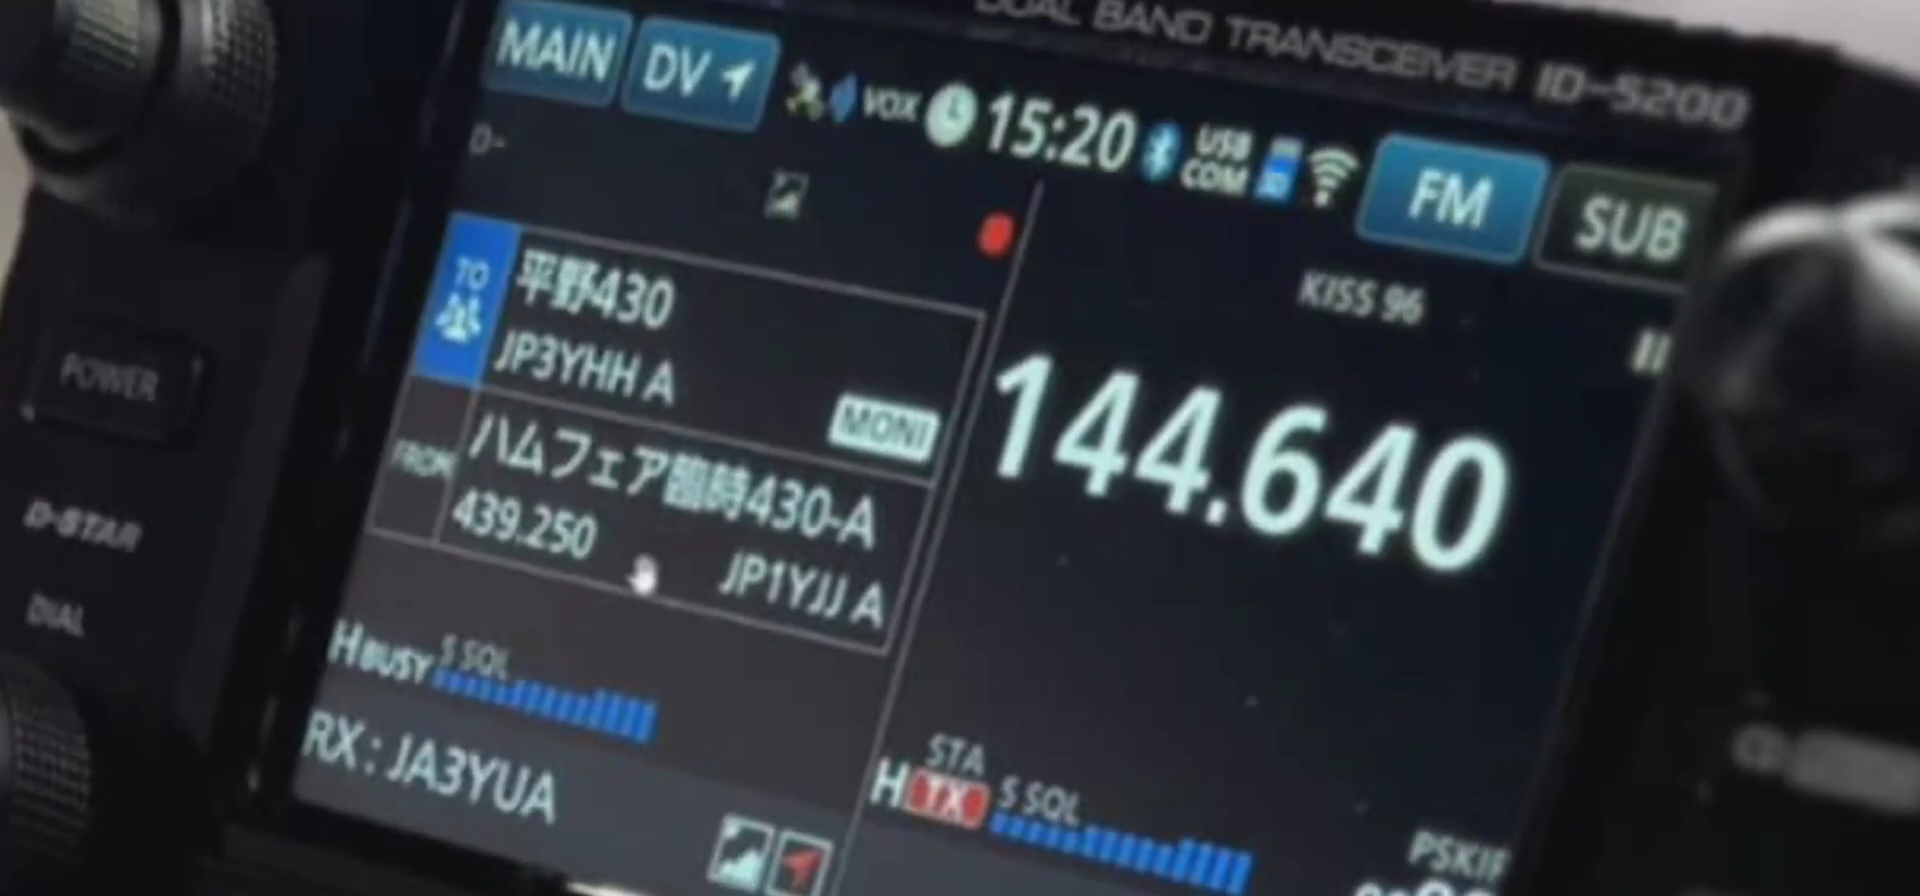 DUAL BAND TRANSCEIVER ID-5200
MAIN DV VOX 15:20 USB COM FM SUB
D-
KISS 96
TO 平野430
JP3YHH A
MONI
144.640
FROM ハムフェア臨時430-A
439.250 JP1YJJ A
H BUSY S SQL
RX : JA3YUA
STA
H TX S SQL
POWER
D-STAR
DIAL